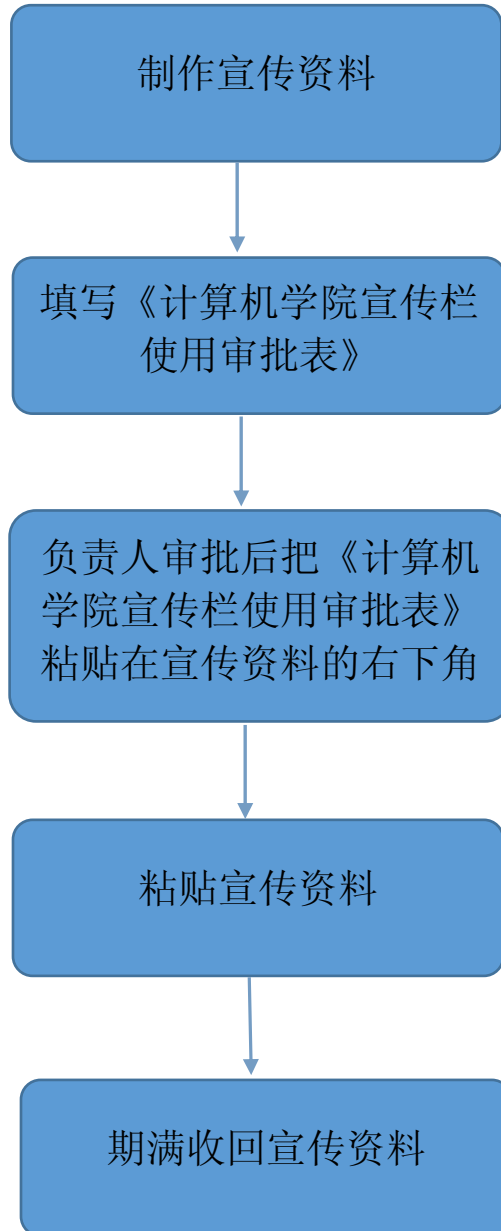 制作宣传资料
填写《计算机学院宣传栏
使用审批表》
负责人审批后把《计算机
学院宣传栏使用审批表》
粘贴在宣传资料的右下角
粘贴宣传资料
期满收回宣传资料